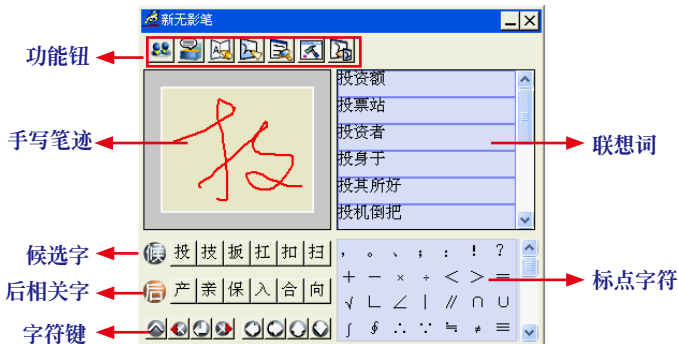 新无影笔
功能钮
手写笔迹
投
投资额
投票站
投资者
投身于
投其所好
投机倒把
联想词
候选字
候 投 技 扳 扛 扣 扫
后相关字
后 产 亲 保 入 合 向
字符键
， 。 、 ； ： ！ ？
＋ － × ÷ ＜ ＞ ＝
√ ∟ ∠ ｜ ∥ ∩ ∪
∫ ∮ ∴ ∵ ≒ ≠ ≡
标点字符